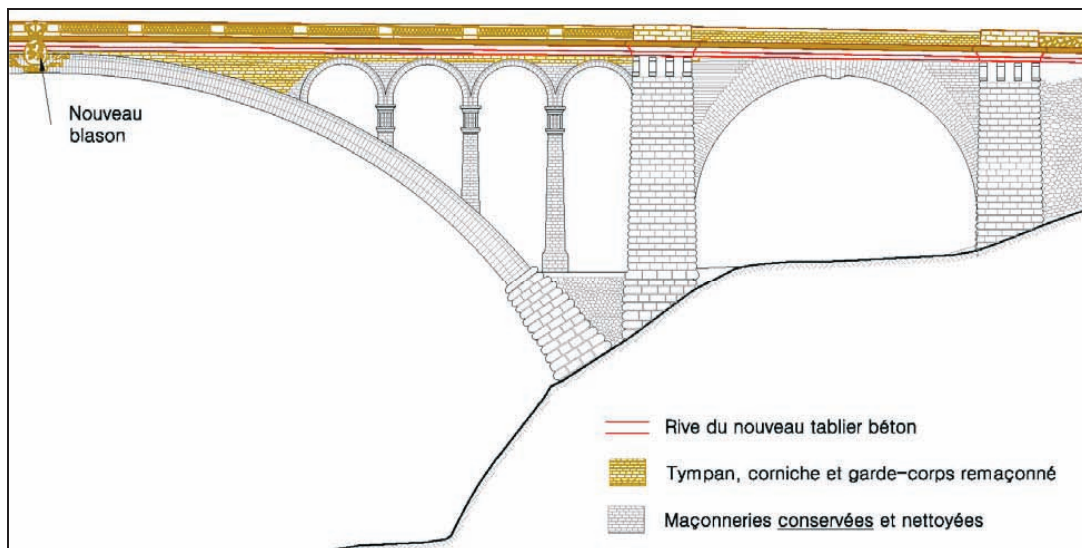 Nouveau
blason
Rive du nouveau tablier béton
Tympan, corniche et garde-corps remaçonné
Maçonneries conservées et nettoyées